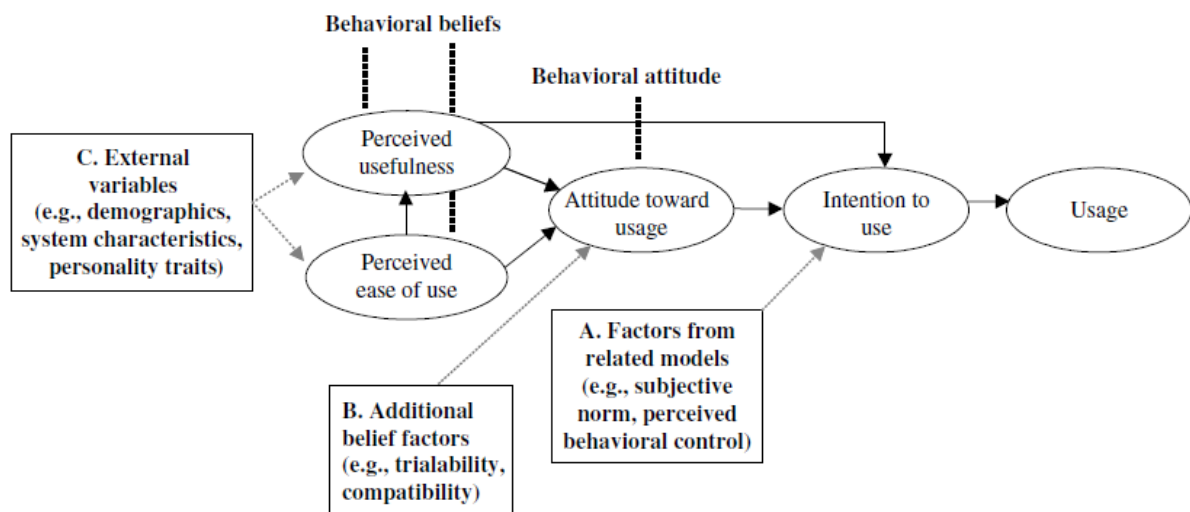 Behavioral beliefs
Behavioral attitude
Perceived
usefulness
C. External
variables
(e.g., demographics,
system characteristics,
personality traits)
Attitude toward
usage
Intention to
use
Usage
Perceived
ease of use
A. Factors from
related models
(e.g., subjective
norm, perceived
behavioral control)
B. Additional
belief factors
(e.g., trialability,
compatibility)